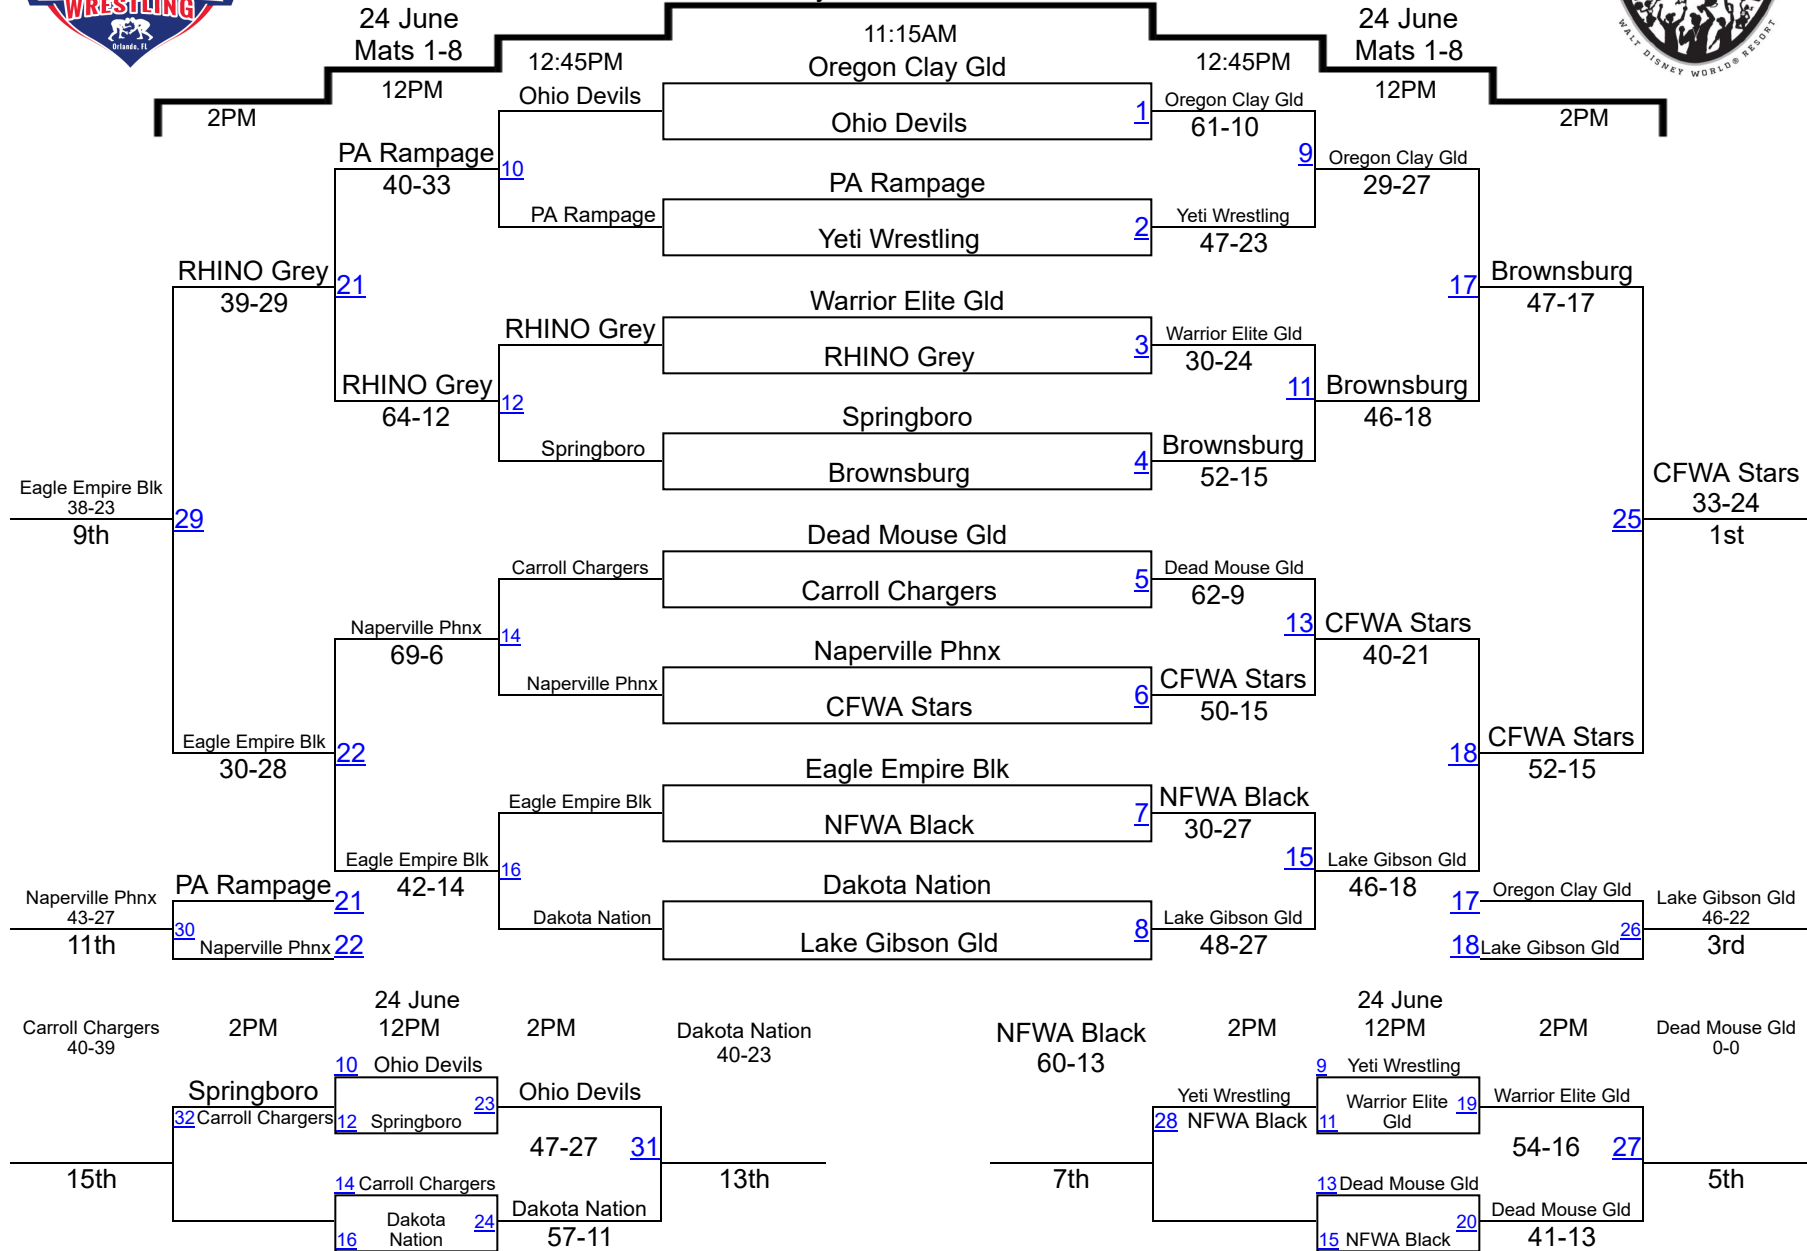 WRESTLING
Orlando, FL
WALT DISNEY WORLD® RESORT
24 June
Mats 1-8
11:15AM
24 June
Mats 1-8
12:45PM
12:45PM
12PM
12PM
2PM
2PM
Oregon Clay Gld
Ohio Devils
1
Ohio Devils
Oregon Clay Gld
61-10
PA Rampage
40-33
10
9
Oregon Clay Gld
29-27
PA Rampage
Yeti Wrestling
2
PA Rampage
Yeti Wrestling
47-23
RHINO Grey
39-29
21
17
Brownsburg
47-17
Warrior Elite Gld
RHINO Grey
3
RHINO Grey
Warrior Elite Gld
30-24
RHINO Grey
64-12
12
11
Brownsburg
46-18
Springboro
Brownsburg
4
Springboro
Brownsburg
52-15
Eagle Empire Blk
38-23
9th
29
25
CFWA Stars
33-24
1st
Dead Mouse Gld
Carroll Chargers
5
Carroll Chargers
Dead Mouse Gld
62-9
Naperville Phnx
69-6
14
13
CFWA Stars
40-21
Naperville Phnx
CFWA Stars
6
Naperville Phnx
CFWA Stars
50-15
Eagle Empire Blk
30-28
22
18
CFWA Stars
52-15
Eagle Empire Blk
NFWA Black
7
Eagle Empire Blk
NFWA Black
30-27
Eagle Empire Blk
42-14
16
15
Lake Gibson Gld
46-18
Dakota Nation
Lake Gibson Gld
8
Dakota Nation
Lake Gibson Gld
48-27
Naperville Phnx
43-27
11th
PA Rampage
21
30
Naperville Phnx
22
17
Oregon Clay Gld
18
Lake Gibson Gld
26
Lake Gibson Gld
46-22
3rd
24 June
2PM
12PM
2PM
Carroll Chargers
40-39
Dakota Nation
40-23
10
Ohio Devils
Springboro
32
Carroll Chargers
12
Springboro
23
Ohio Devils
47-27
31
15th
13th
14
Carroll Chargers
Dakota
Nation
16
24
Dakota Nation
57-11
24 June
2PM
12PM
2PM
NFWA Black
60-13
Dead Mouse Gld
0-0
9
Yeti Wrestling
Yeti Wrestling
28
NFWA Black
11
Warrior Elite
Gld
19
Warrior Elite Gld
54-16
27
7th
5th
13
Dead Mouse Gld
15
NFWA Black
20
Dead Mouse Gld
41-13